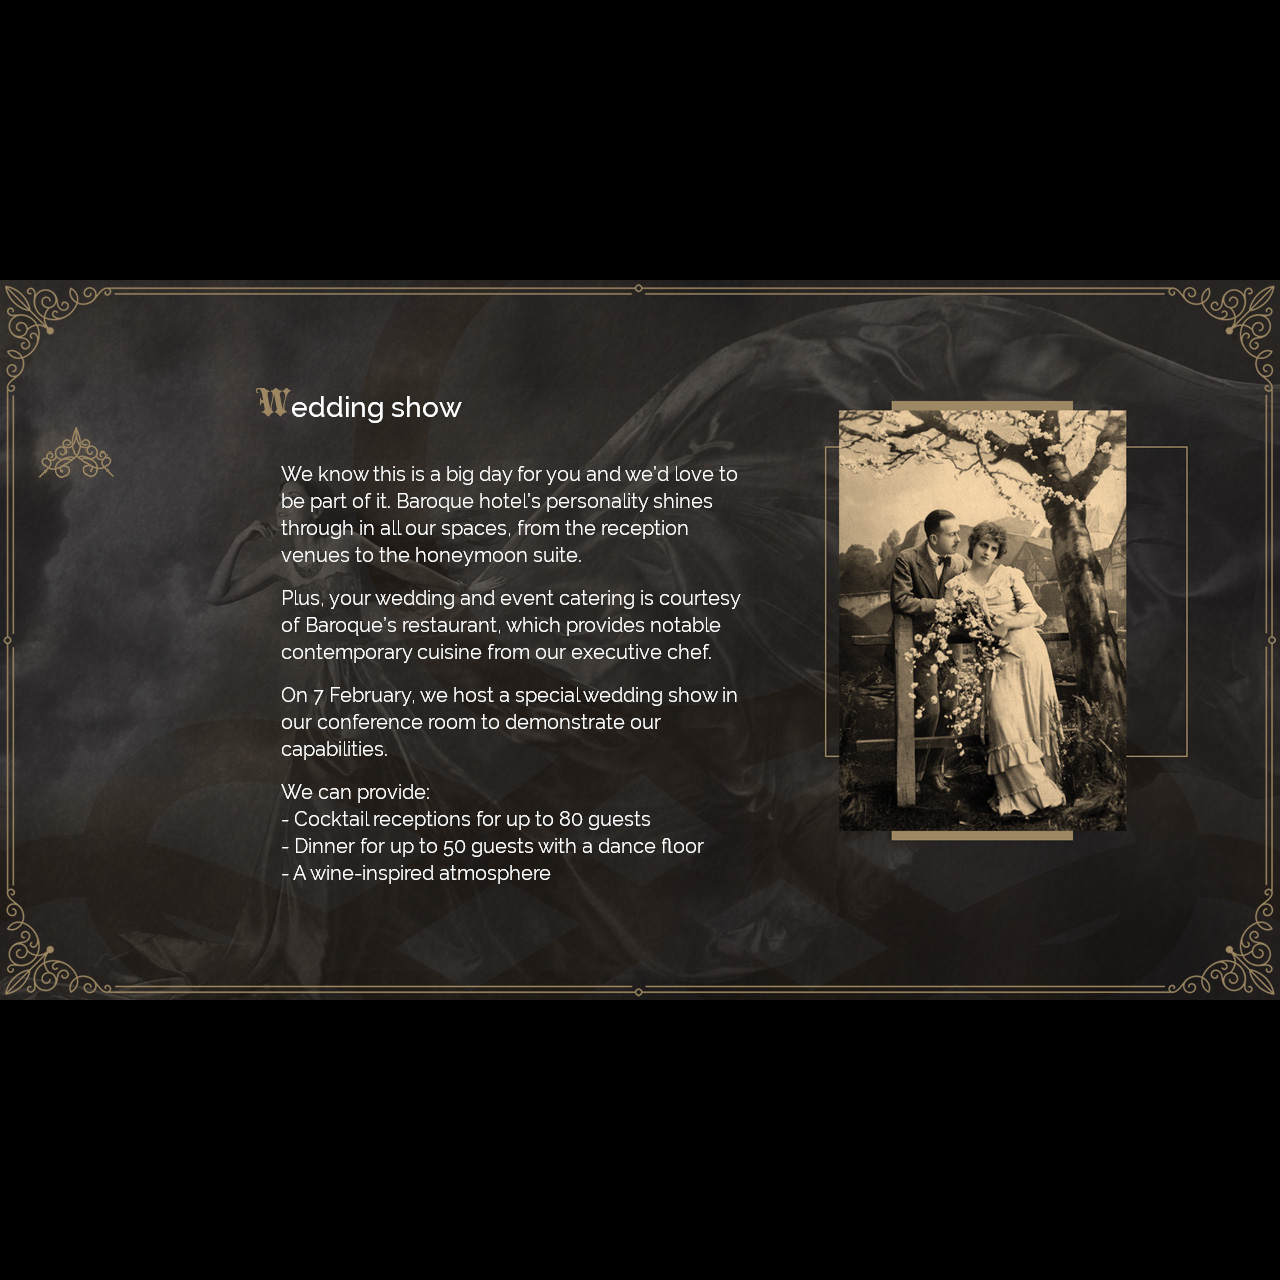 Wedding show
We know this is a big day for you and we'd love to
be part of it. Baroque hotel's personality shines
through in all our spaces, from the reception
venues to the honeymoon suite.
Plus, your wedding and event catering is courtesy
of Baroque's restaurant, which provides notable
contemporary cuisine from our executive chef.
On 7 February, we host a special wedding show in
our conference room to demonstrate our
capabilities.
We can provide:
- Cocktail receptions for up to 80 guests
- Dinner for up to 50 guests with a dance floor
- A wine-inspired atmosphere